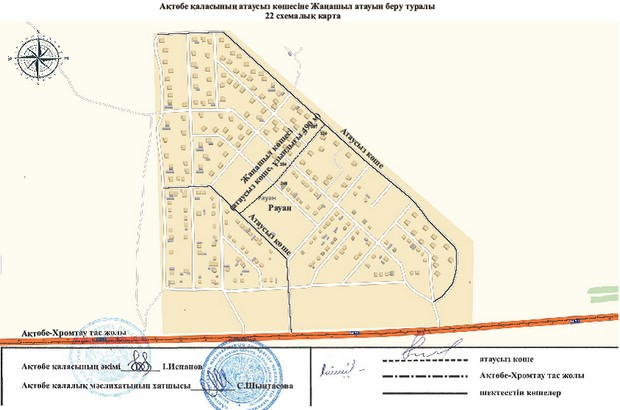 Ақтөбе қаласының атаусыз көшесіне Жаңашыл атауын беру туралы
22 схемалық карта
Атаусыз көше
Жаңашыл көшесі
(атаусыз көше, ұзындығы 490 м)
Рауан
Рауан
Атаусыз көше
Ақтөбе-Хромтау тас жолы
Ақтөбе қаласының әкімі І.Испанов
Ақтөбе қалалық мәслихатының хатшысы С.Шынтасова
атаусыз көше
Ақтөбе-Хромтау тас жолы
шектесетін көшелер